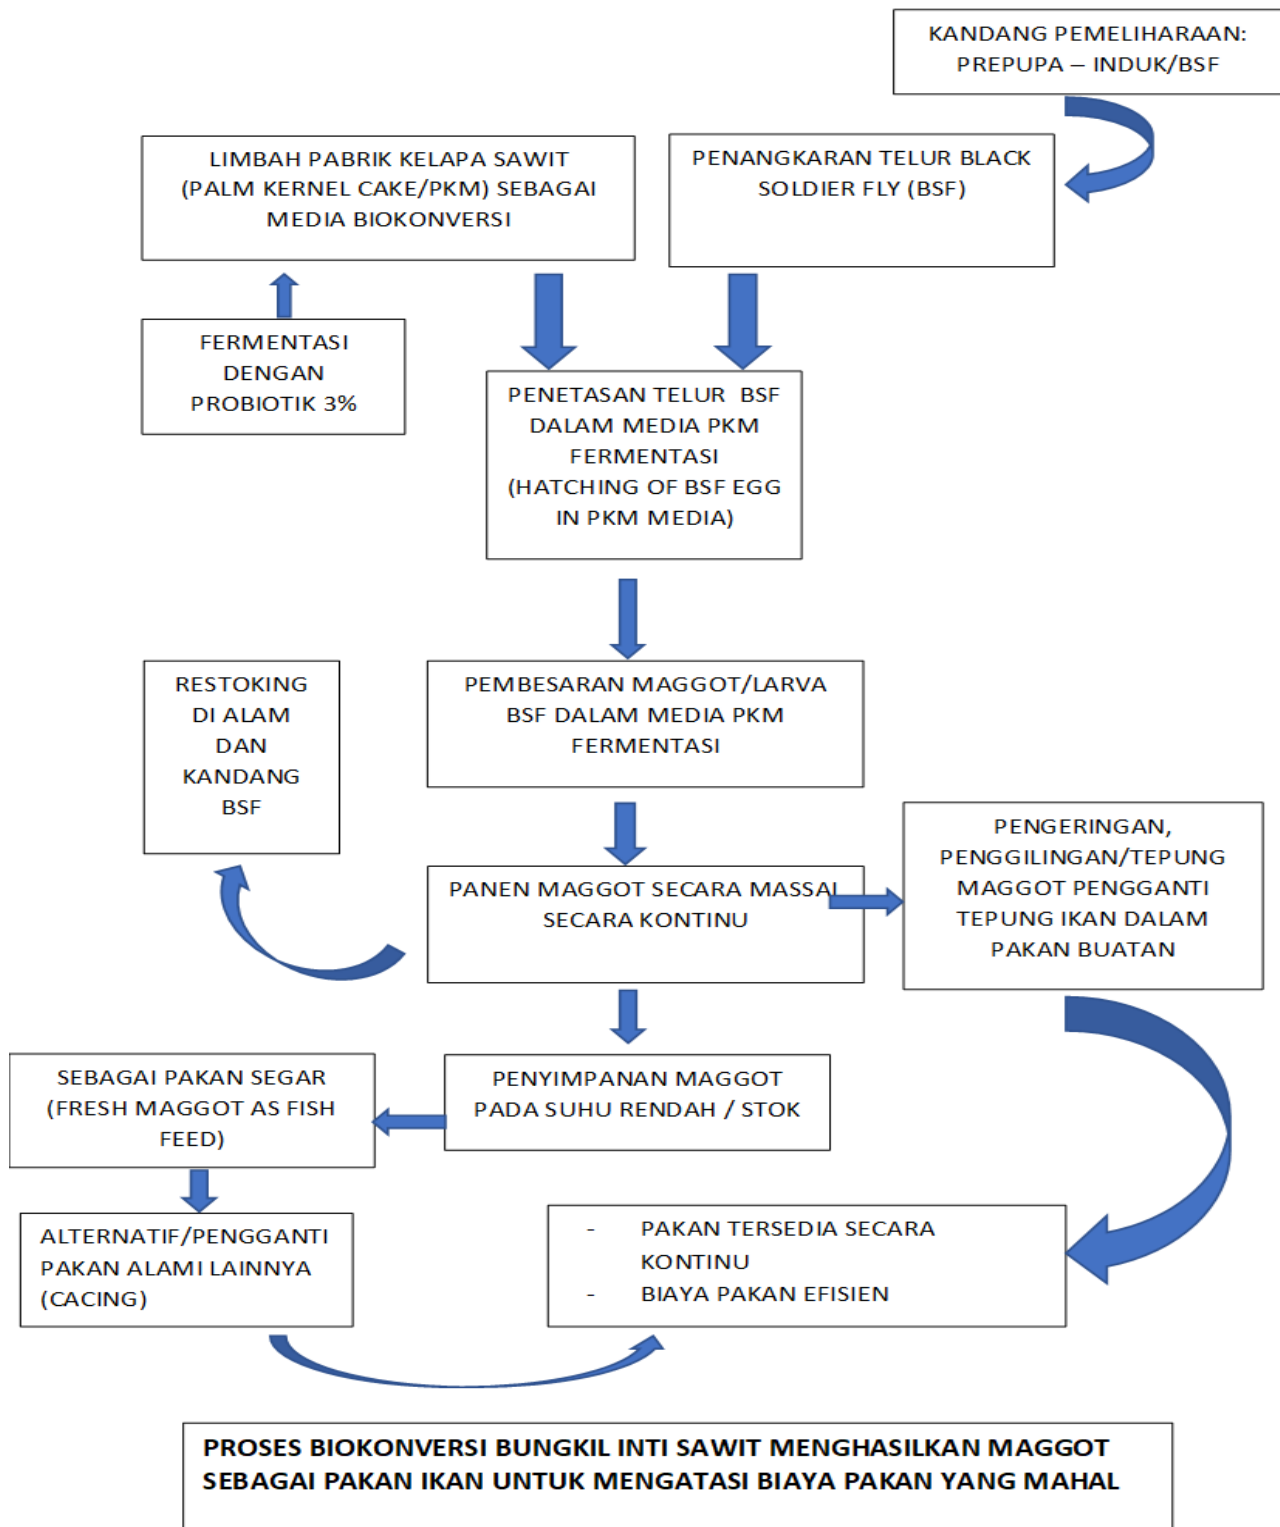 KANDANG PEMELIHARAAN:
PREPUPA – INDUK/BSF
LIMBAH PABRIK KELAPA SAWIT
(PALM KERNEL CAKE/PKM) SEBAGAI
MEDIA BIOKONVERSI
PENANGKARAN TELUR BLACK
SOLDIER FLY (BSF)
FERMENTASI
DENGAN
PROBIOTIK 3%
PENETASAN TELUR BSF
DALAM MEDIA PKM
FERMENTASI
(HATCHING OF BSF EGG
IN PKM MEDIA)
RESTOKING
DI ALAM
DAN
KANDANG
BSF
PEMBESARAN MAGGOT/LARVA
BSF DALAM MEDIA PKM
FERMENTASI
PANEN MAGGOT SECARA MASSAL
SECARA KONTINU
PENGERINGAN,
PENGGILINGAN/TEPUNG
MAGGOT PENGGANTI
TEPUNG IKAN DALAM
PAKAN BUATAN
SEBAGAI PAKAN SEGAR
(FRESH MAGGOT AS FISH
FEED)
PENYIMPANAN MAGGOT
PADA SUHU RENDAH / STOK
ALTERNATIF/PENGGANTI
PAKAN ALAMI LAINNYA
(CACING)
- PAKAN TERSEDIA SECARA
KONTINU
- BIAYA PAKAN EFISIEN
PROSES BIOKONVERSI BUNGKIL INTI SAWIT MENGHASILKAN MAGGOT
SEBAGAI PAKAN IKAN UNTUK MENGATASI BIAYA PAKAN YANG MAHAL